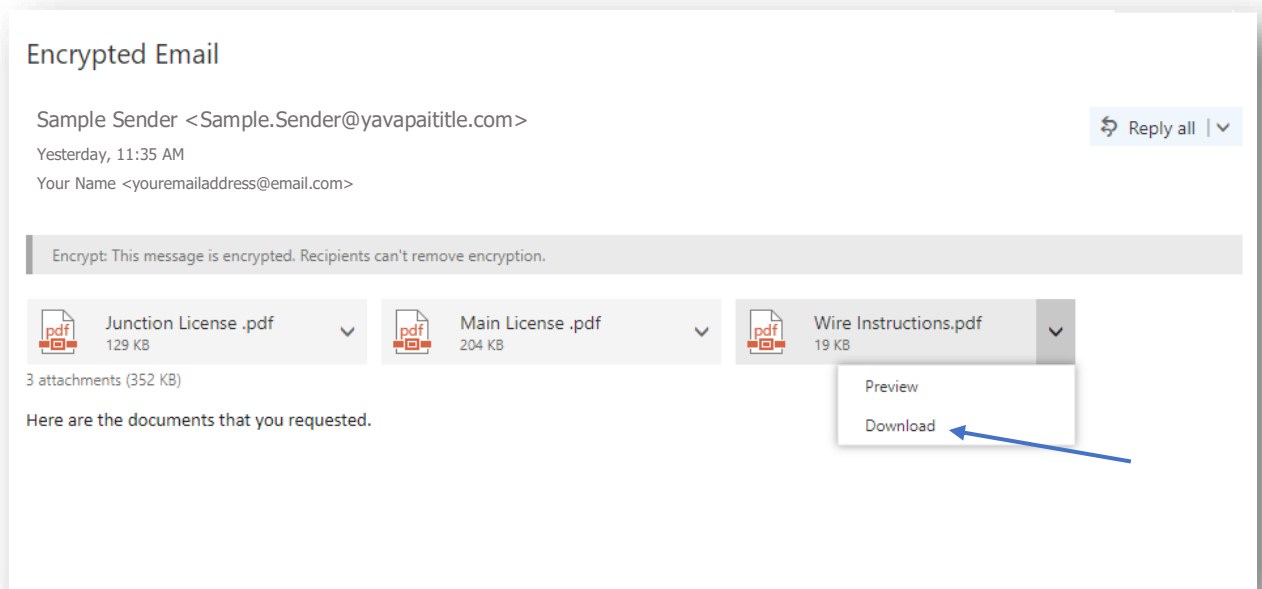 Encrypted Email
Sample Sender <Sample.Sender@yavapaititle.com>
Reply all
Yesterday, 11:35 AM
Your Name <youremailaddress@email.com>
Encrypt: This message is encrypted. Recipients can't remove encryption.
pdf Junction License .pdf
129 KB
pdf Main License .pdf
204 KB
pdf Wire Instructions.pdf
19 KB
3 attachments (352 KB)
Preview
Download
Here are the documents that you requested.